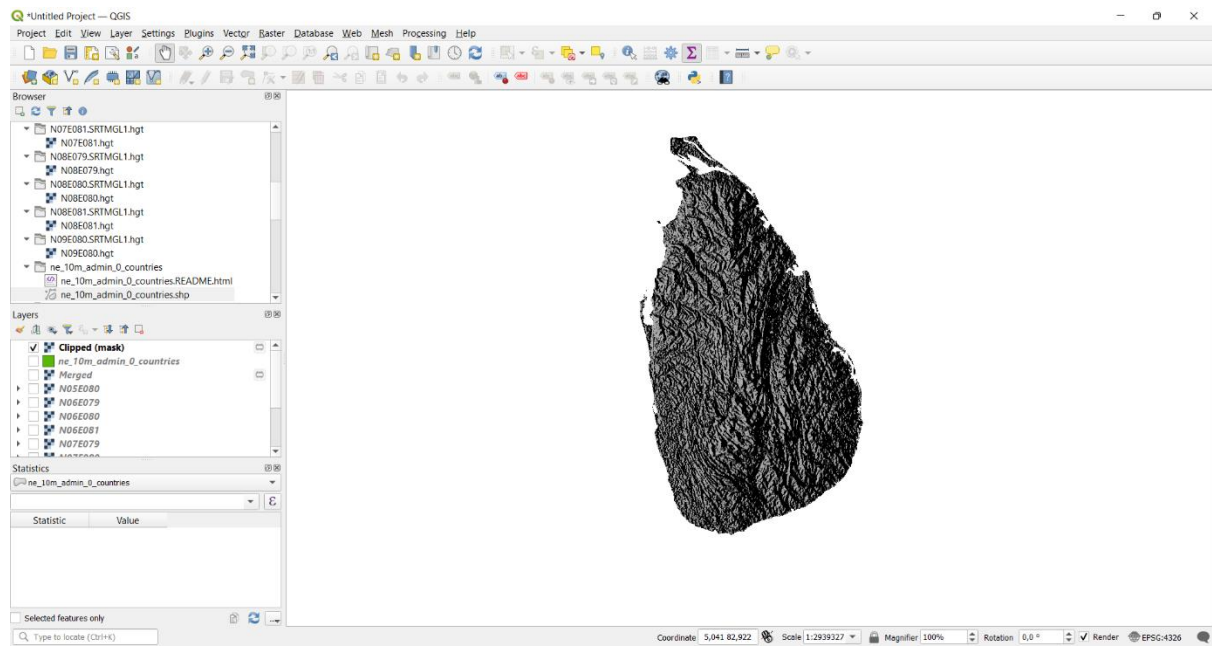 *Untitled Project — QGIS
Project Edit View Layer Settings Plugins Vector Raster Database Web Mesh Processing Help
Browser
N07E081.SRTMGL1.hgt
N07E081.hgt
N08E079.SRTMGL1.hgt
N08E079.hgt
N08E080.SRTMGL1.hgt
N08E080.hgt
N08E081.SRTMGL1.hgt
N08E081.hgt
N09E080.SRTMGL1.hgt
N09E080.hgt
ne_10m_admin_0_countries
ne_10m_admin_0_countries.README.html
ne_10m_admin_0_countries.shp
Layers
Clipped (mask)
ne_10m_admin_0_countries
Merged
N05E080
N06E079
N06E080
N06E081
N07E079
Statistics
ne_10m_admin_0_countries
ε
Statistic Value
Selected features only
Type to locate (Ctrl+K)
Coordinate 5,041 82,922 Scale 1:2939327 Magnifier 100% Rotation 0,0 ° Render EPSG:4326